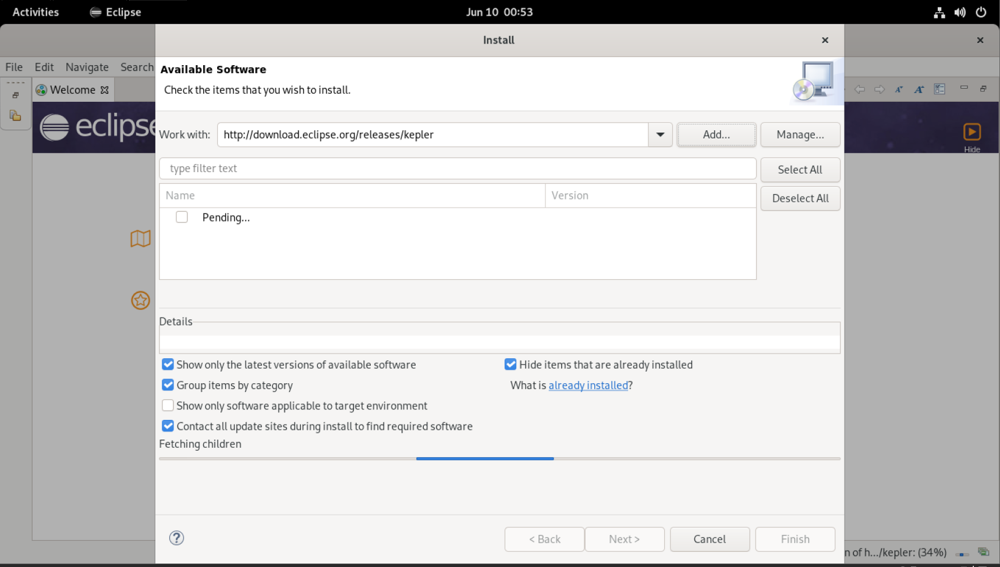 Activities Eclipse Jun 10 00:53
Install
File Edit Navigate Search
Available Software
Check the items that you wish to install.
Welcome
eclipse
Work with: http://download.eclipse.org/releases/kepler Add... Manage...
Hide
type filter text Select All
Name Version Deselect All
Pending...
Details
Show only the latest versions of available software Hide items that are already installed
Group items by category What is already installed?
Show only software applicable to target environment
Contact all update sites during install to find required software
Fetching children
? < Back Next > Cancel Finish
n of h.../kepler: (34%)